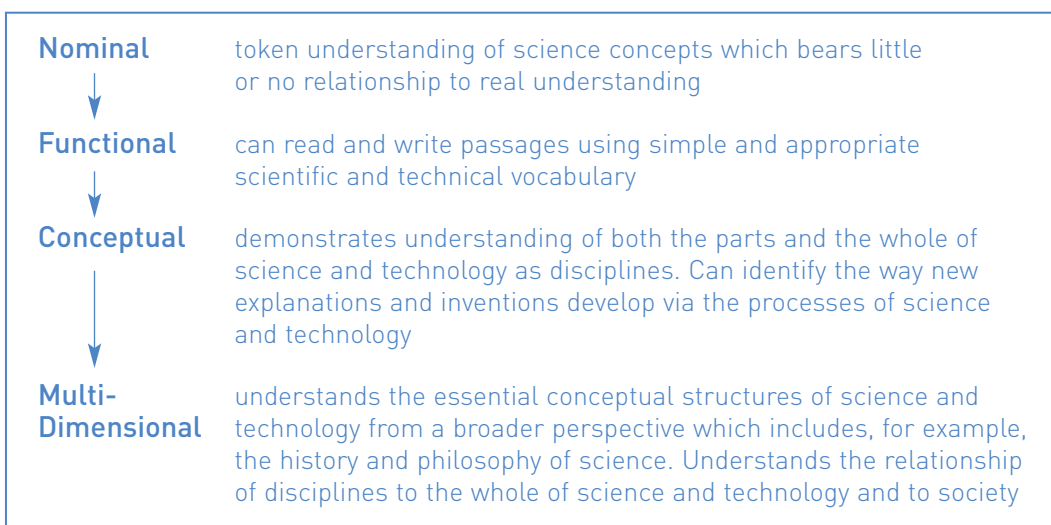 Nominal token understanding of science concepts which bears little
or no relationship to real understanding
Functional can read and write passages using simple and appropriate
scientific and technical vocabulary
Conceptual demonstrates understanding of both the parts and the whole of
science and technology as disciplines. Can identify the way new
explanations and inventions develop via the processes of science
and technology
Multi- understands the essential conceptual structures of science and
Dimensional technology from a broader perspective which includes, for example,
the history and philosophy of science. Understands the relationship
of disciplines to the whole of science and technology and to society